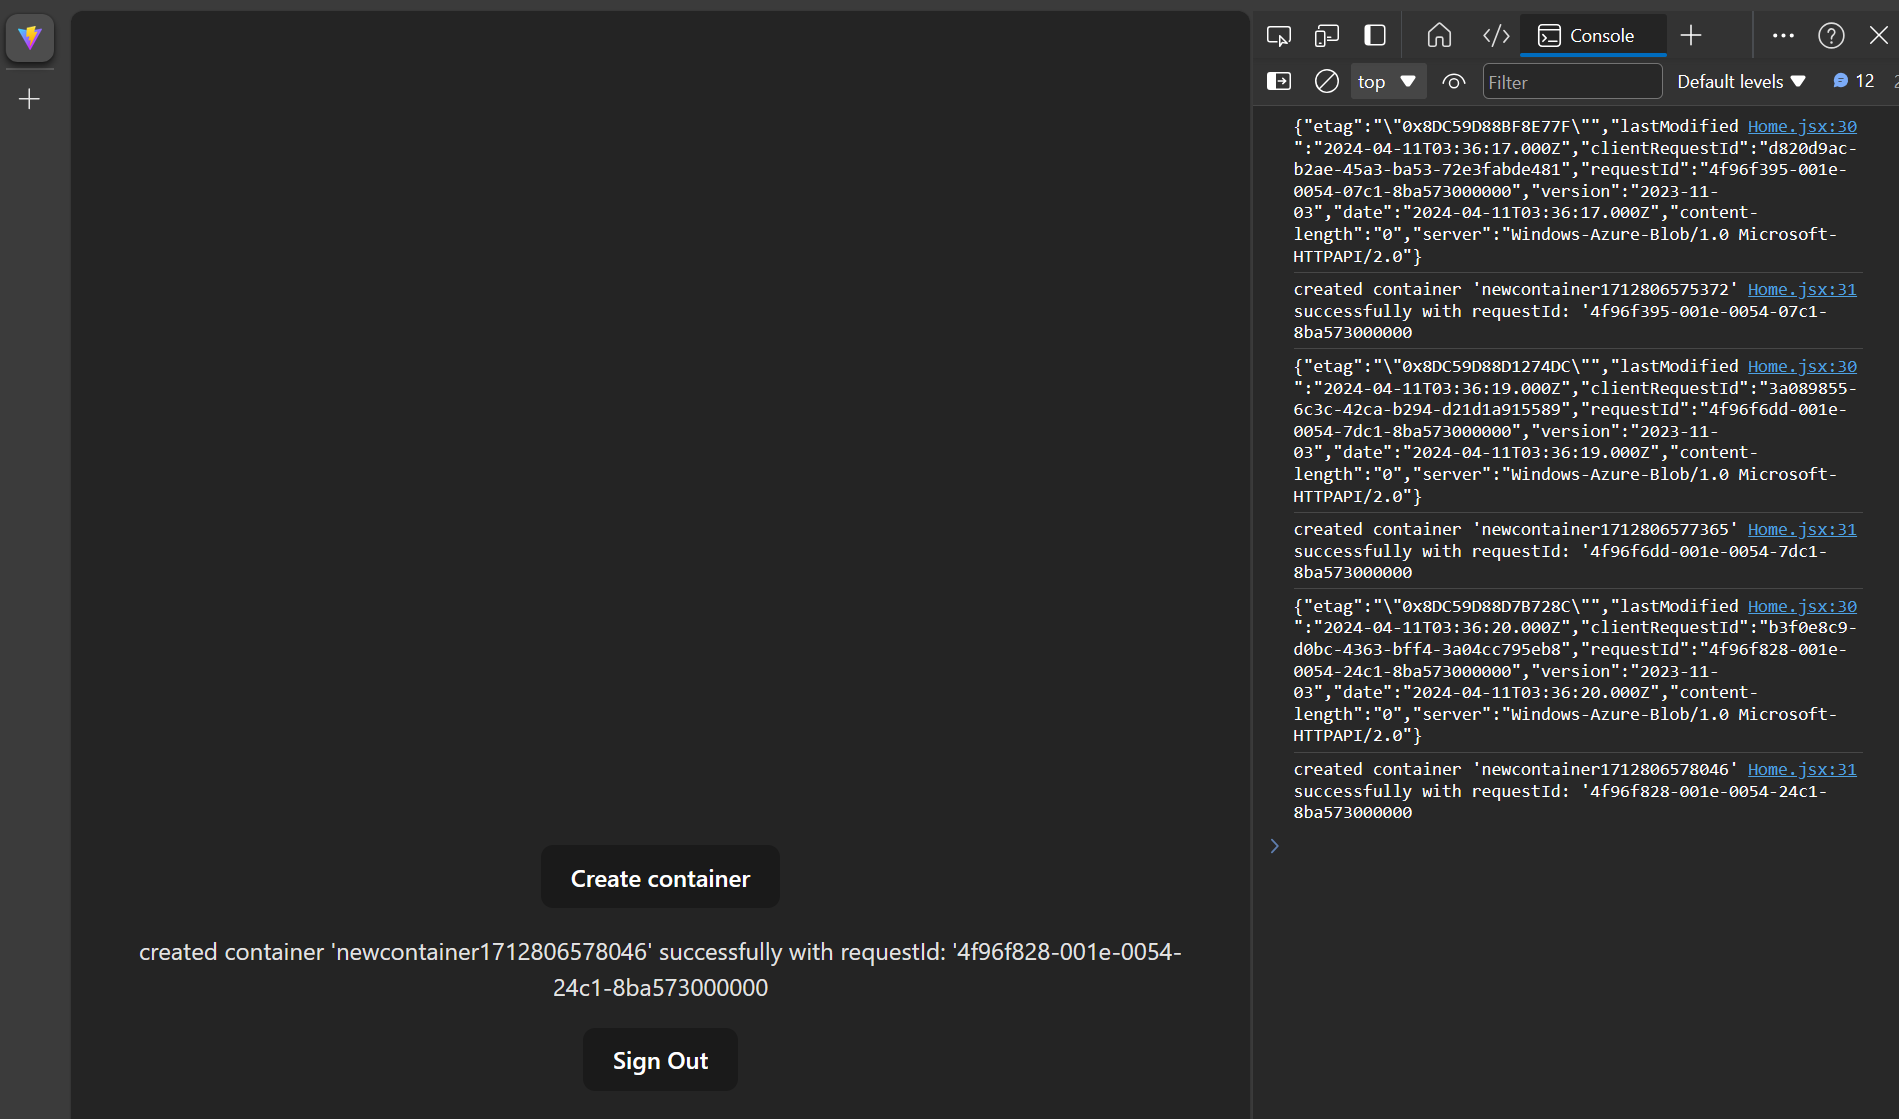 Create container
created container 'newcontainer1712806578046' successfully with requestId: '4f96f828-001e-0054-
24c1-8ba573000000
Sign Out
Console
top
Filter
Default levels
12
{"etag":"\"0x8DC59D88BF8E77F\"","lastModified Home.jsx:30
":"2024-04-11T03:36:17.000Z","clientRequestId":"d820d9ac-
b2ae-45a3-ba53-72e3fabde481","requestId":"4f96f395-001e-
0054-07c1-8ba573000000","version":"2023-11-
03","date":"2024-04-11T03:36:17.000Z","content-
length":"0","server":"Windows-Azure-Blob/1.0 Microsoft-
HTTPAPI/2.0"}
created container 'newcontainer1712806575372' Home.jsx:31
successfully with requestId: '4f96f395-001e-0054-07c1-
8ba573000000
{"etag":"\"0x8DC59D88D1274DC\"","lastModified Home.jsx:30
":"2024-04-11T03:36:19.000Z","clientRequestId":"3a089855-
6c3c-42ca-b294-d21d1a915589","requestId":"4f96f6dd-001e-
0054-7dc1-8ba573000000","version":"2023-11-
03","date":"2024-04-11T03:36:19.000Z","content-
length":"0","server":"Windows-Azure-Blob/1.0 Microsoft-
HTTPAPI/2.0"}
created container 'newcontainer1712806577365' Home.jsx:31
successfully with requestId: '4f96f6dd-001e-0054-7dc1-
8ba573000000
{"etag":"\"0x8DC59D88D7B728C\"","lastModified Home.jsx:30
":"2024-04-11T03:36:20.000Z","clientRequestId":"b3f0e8c9-
d0bc-4363-bff4-3a04cc795eb8","requestId":"4f96f828-001e-
0054-24c1-8ba573000000","version":"2023-11-
03","date":"2024-04-11T03:36:20.000Z","content-
length":"0","server":"Windows-Azure-Blob/1.0 Microsoft-
HTTPAPI/2.0"}
created container 'newcontainer1712806578046' Home.jsx:31
successfully with requestId: '4f96f828-001e-0054-24c1-
8ba573000000